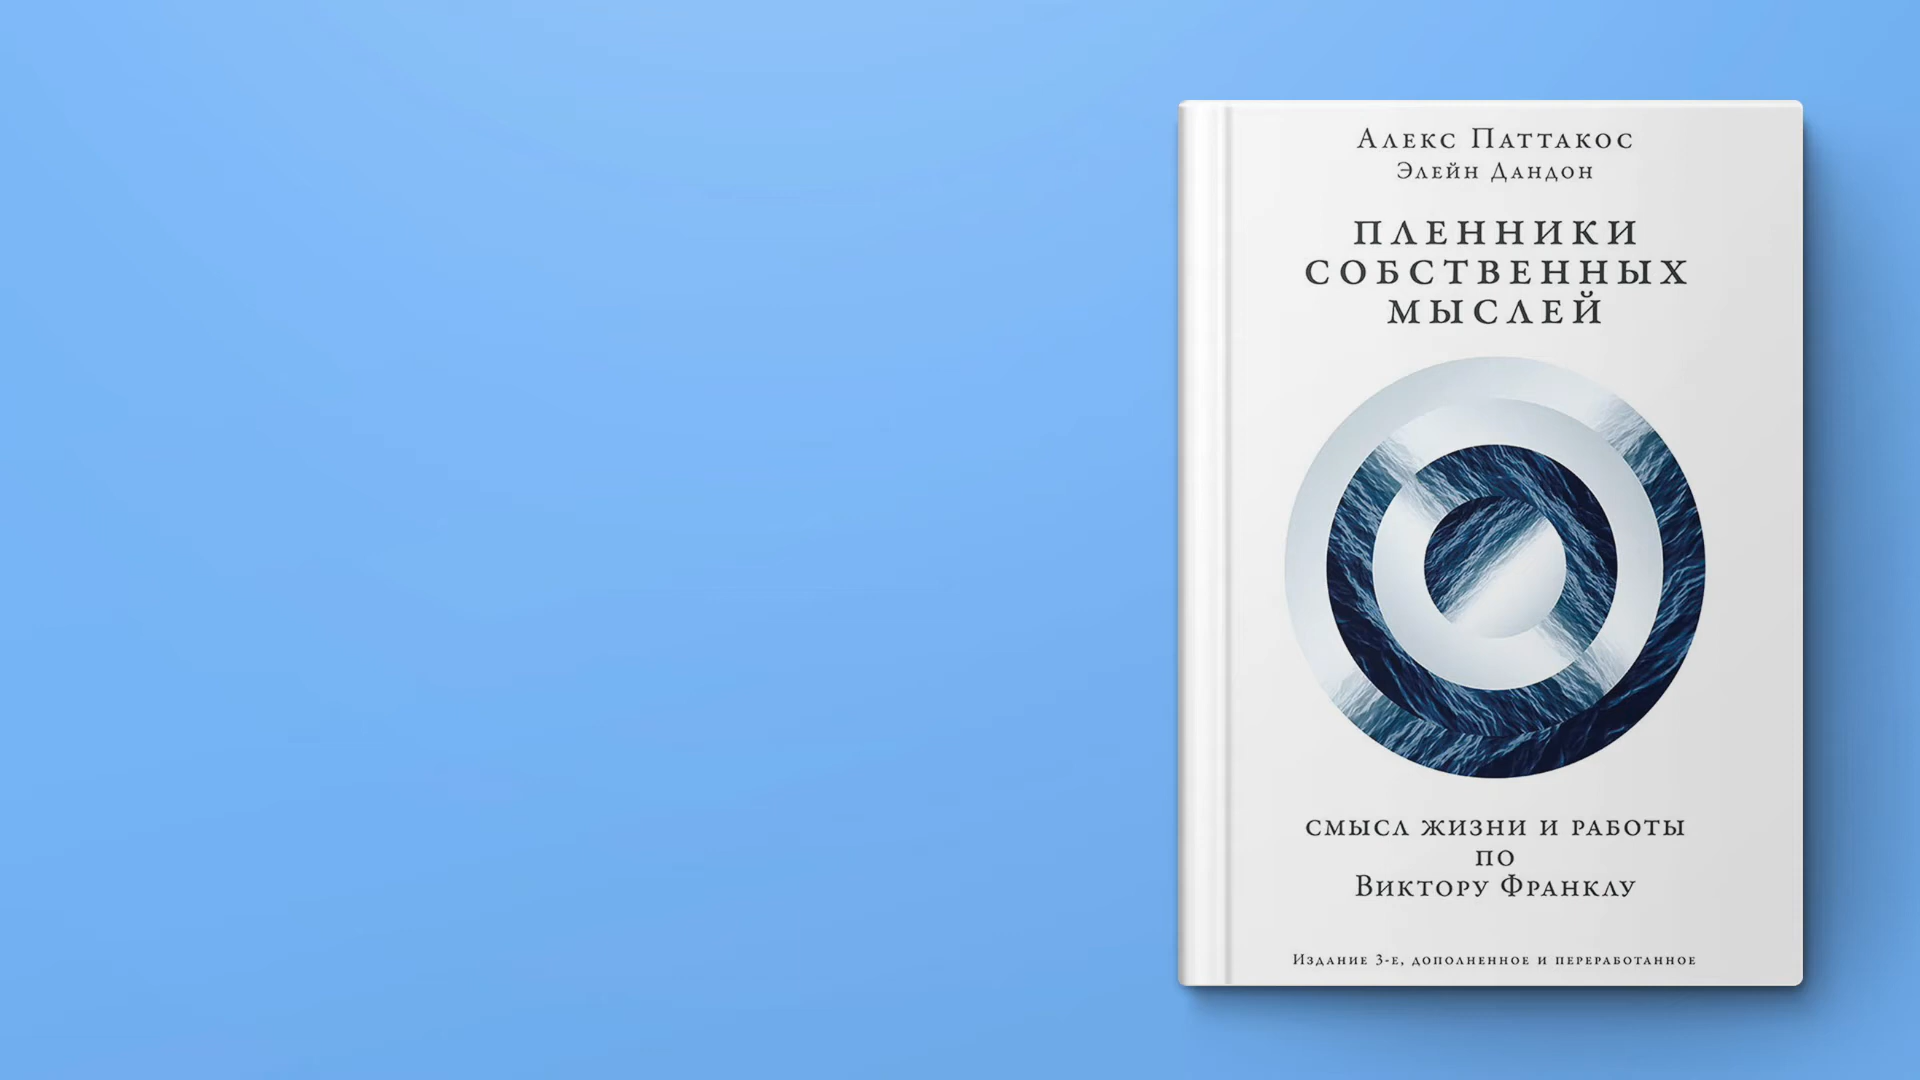 Алекс Паттакос
Элейн Дандон
ПЛЕННИКИ
СОБСТВЕННЫХ
МЫСЛЕЙ
СМЫСЛ ЖИЗНИ И РАБОТЫ
ПО
Виктору Франклу
Издание 3-е, дополненное и переработанное